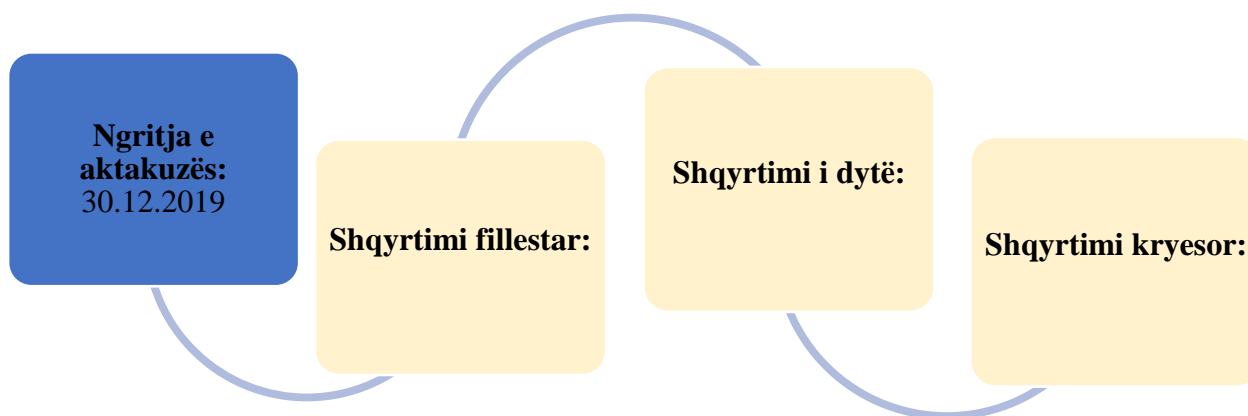 Ngritja e
aktakuzës:
30.12.2019
Shqyrtimi fillestar:
Shqyrtimi i dytë:
Shqyrtimi kryesor: